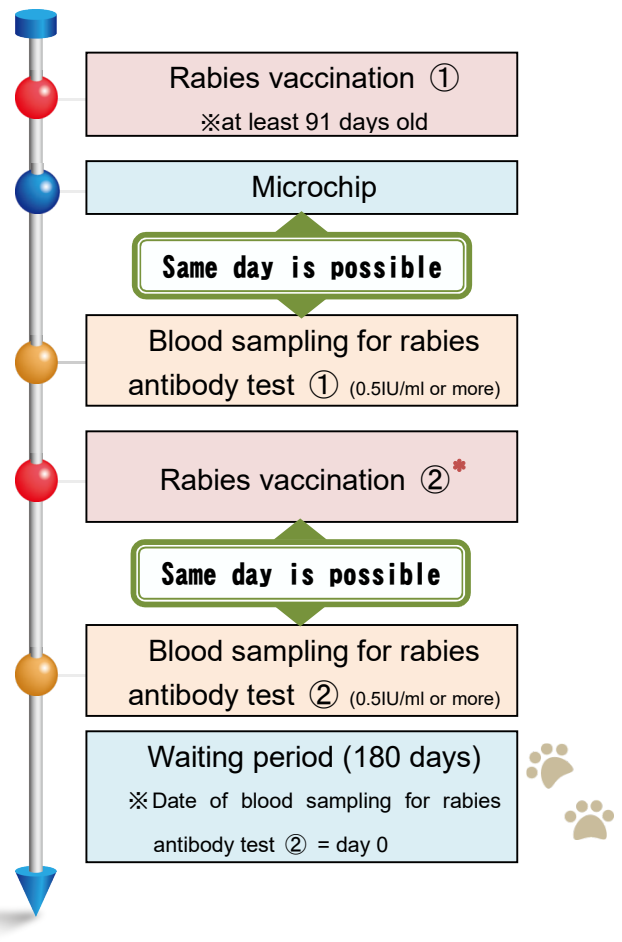 Rabies vaccination ①
※at least 91 days old
Microchip
Same day is possible
Blood sampling for rabies
antibody test ① (0.5IU/ml or more)
Rabies vaccination ②*
Same day is possible
Blood sampling for rabies
antibody test ② (0.5IU/ml or more)
Waiting period (180 days)
※Date of blood sampling for rabies
antibody test ② = day 0